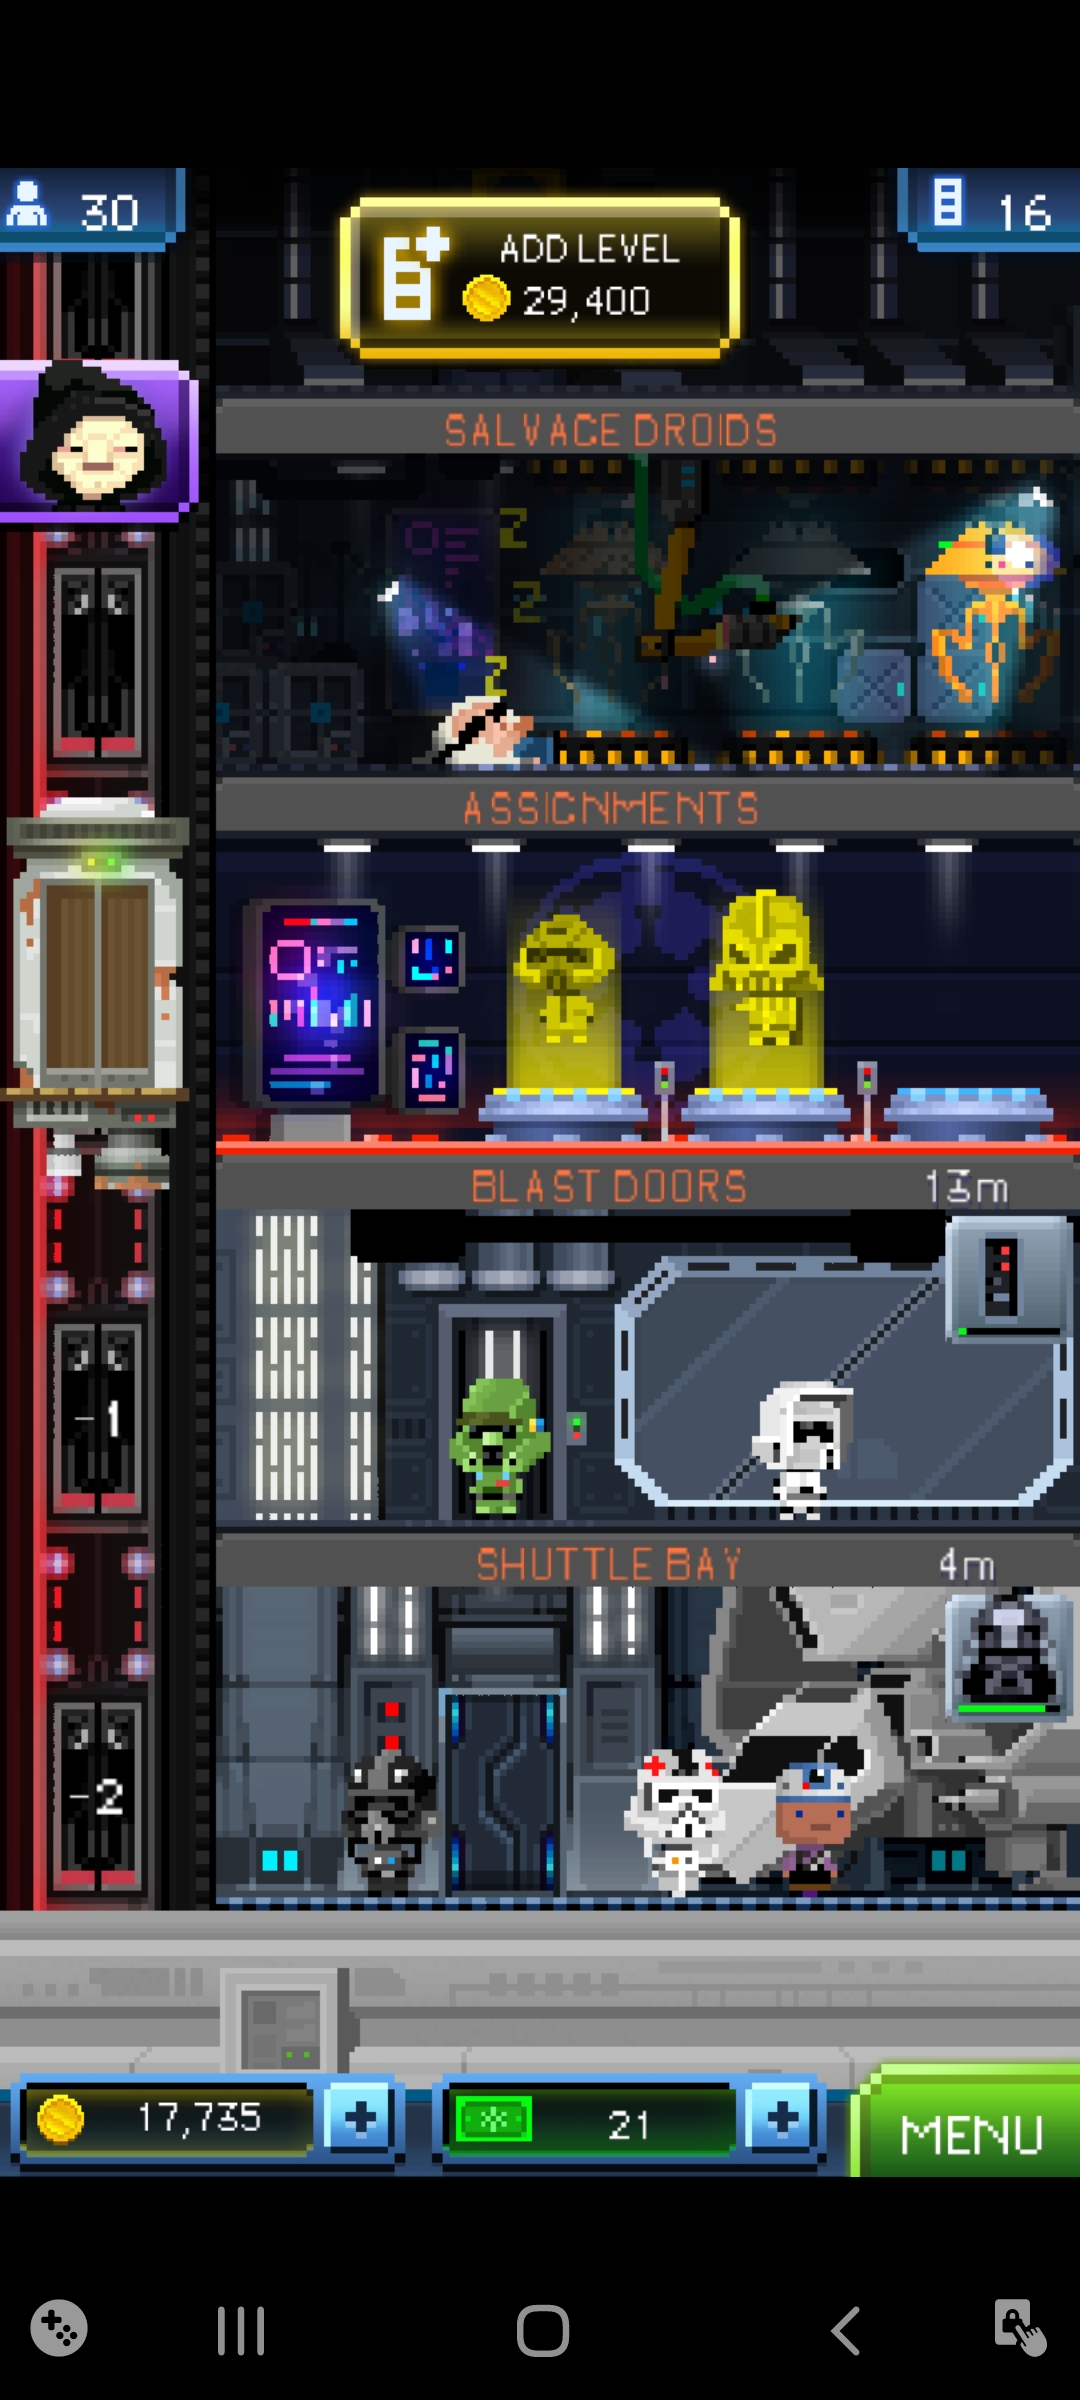 30
ADD LEVEL
29,400
16
SALVAGE DROIDS
Z
Z
Z
ASSIGNMENTS
BLAST DOORS 13m
-1
SHUTTLE BAY 4m
-2
17,735
21
MENU